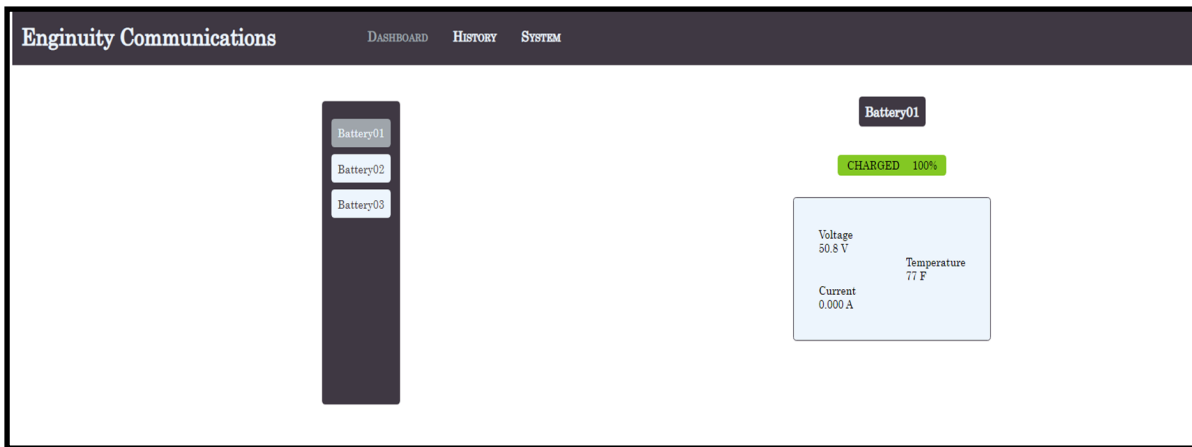 Enginuity Communications
DASHBOARD HISTORY SYSTEM
Battery01
Battery02
Battery03
Battery01
CHARGED 100%
Voltage
50.8 V
Temperature
77 F
Current
0.000 A